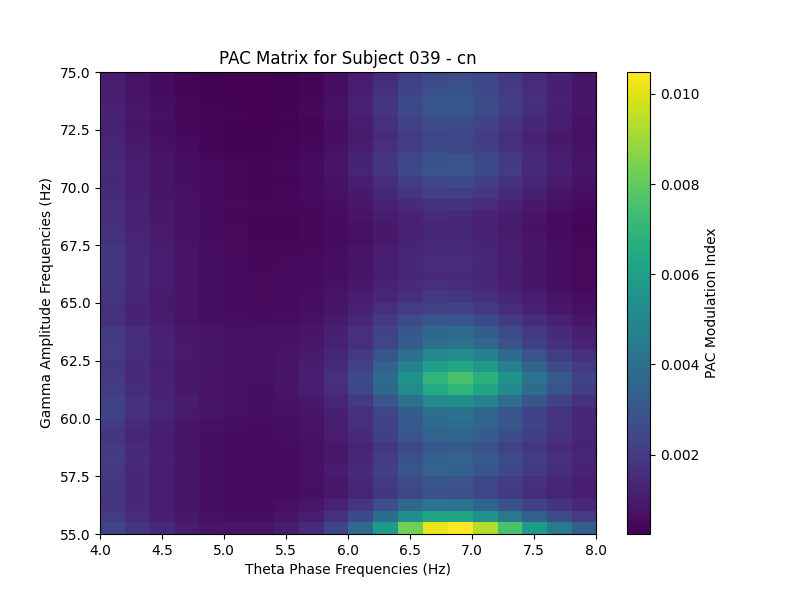 PAC Matrix for Subject 039 - cn
75.0
72.5
70.0
67.5
65.0
62.5
60.0
57.5
55.0
Gamma Amplitude Frequencies (Hz)
4.0 4.5 5.0 5.5 6.0 6.5 7.0 7.5 8.0
Theta Phase Frequencies (Hz)
0.010
0.008
0.006
0.004
0.002
PAC Modulation Index